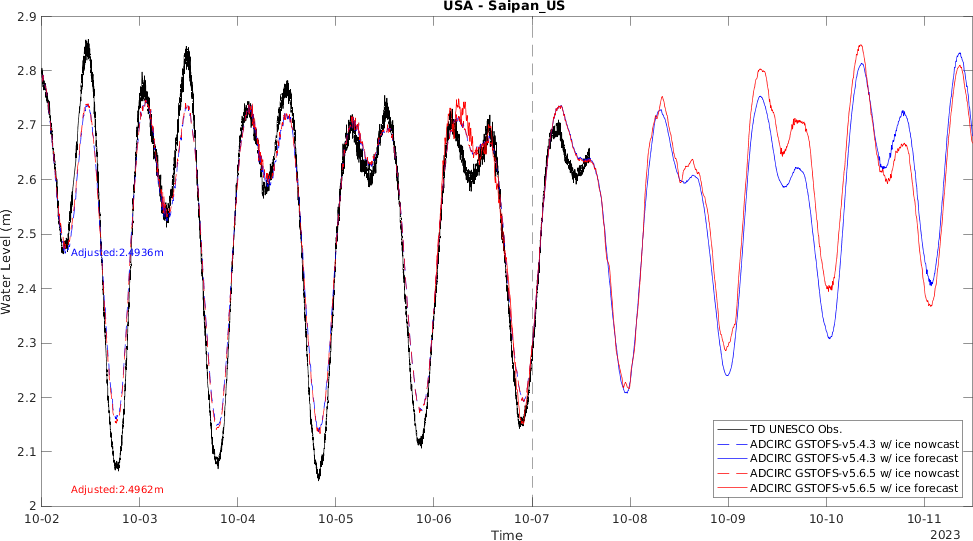 USA - Saipan_US
2.9
2.8
2.7
2.6
2.5
2.4
2.3
2.2
2.1
2
Water Level (m)
Adjusted:2.4936m
Adjusted:2.4962m
TD UNESCO Obs.
ADCIRC GSTOFS-v5.4.3 w/ ice nowcast
ADCIRC GSTOFS-v5.4.3 w/ ice forecast
ADCIRC GSTOFS-v5.6.5 w/ ice nowcast
ADCIRC GSTOFS-v5.6.5 w/ ice forecast
10-02 10-03 10-04 10-05 10-06 10-07 10-08 10-09 10-10 10-11
Time
2023